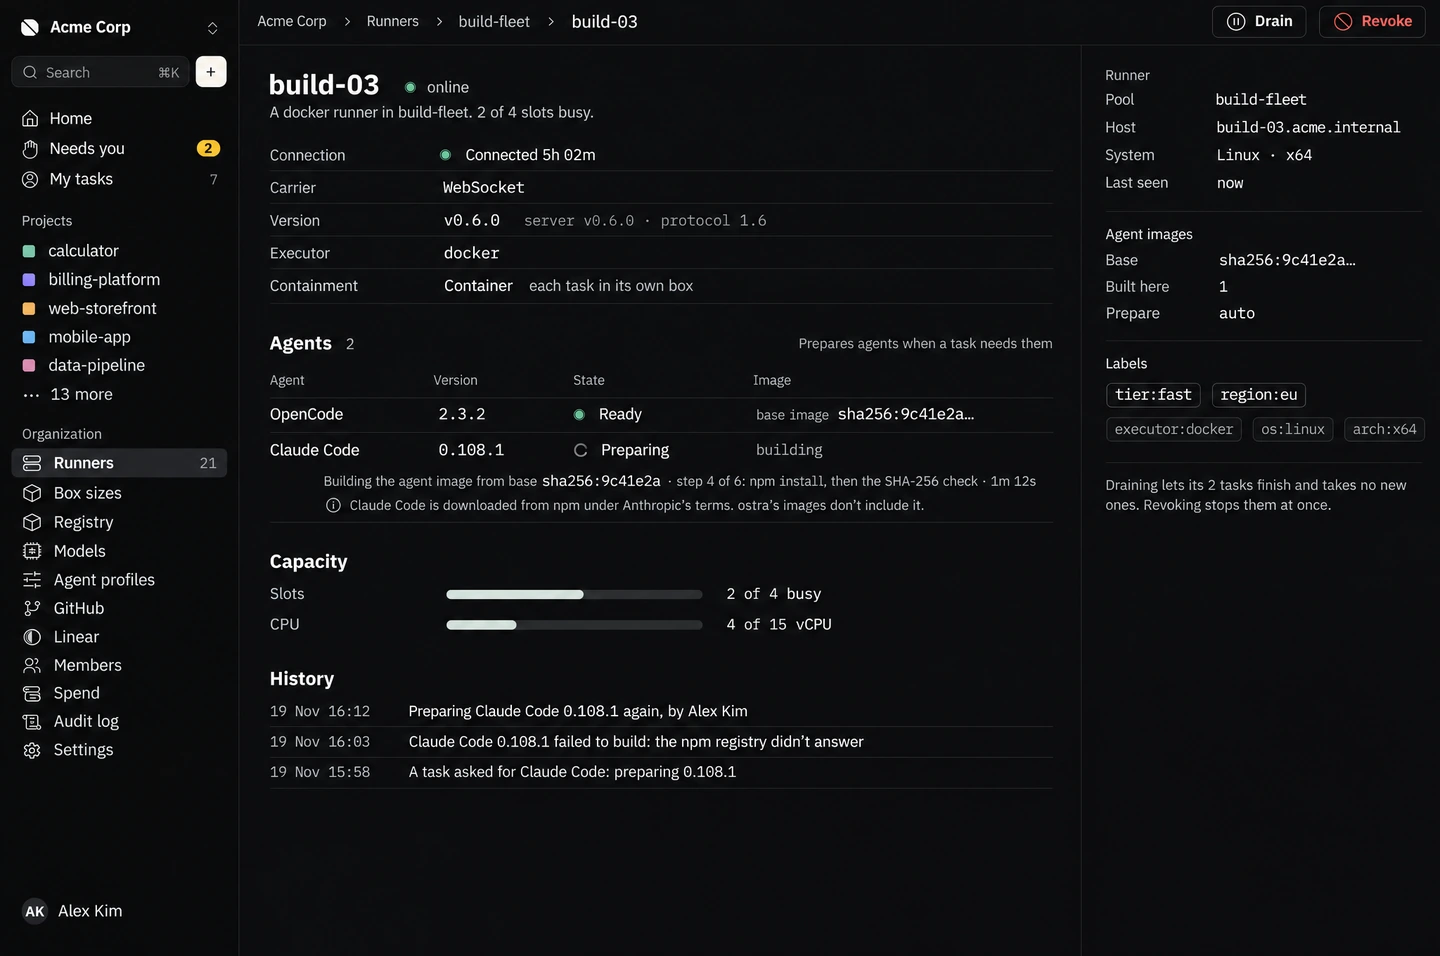 Acme Corp
Search ⌘K +
Home
Needs you 2
My tasks 7
Projects
calculator
billing-platform
web-storefront
mobile-app
data-pipeline
··· 13 more
Organization
Runners 21
Box sizes
Registry
Models
Agent profiles
GitHub
Linear
Members
Spend
Audit log
Settings
AK Alex Kim
Acme Corp > Runners > build-fleet > build-03
Drain
Revoke
build-03 online
A docker runner in build-fleet. 2 of 4 slots busy.
Connection Connected 5h 02m
Carrier WebSocket
Version v0.6.0 server v0.6.0 · protocol 1.6
Executor docker
Containment Container each task in its own box
Agents 2 Prepares agents when a task needs them
Agent Version State Image
OpenCode 2.3.2 Ready base image sha256:9c41e2a…
Claude Code 0.108.1 Preparing building
Building the agent image from base sha256:9c41e2a · step 4 of 6: npm install, then the SHA-256 check · 1m 12s
Claude Code is downloaded from npm under Anthropic’s terms. ostra’s images don’t include it.
Capacity
Slots 2 of 4 busy
CPU 4 of 15 vCPU
History
19 Nov 16:12 Preparing Claude Code 0.108.1 again, by Alex Kim
19 Nov 16:03 Claude Code 0.108.1 failed to build: the npm registry didn’t answer
19 Nov 15:58 A task asked for Claude Code: preparing 0.108.1
Runner
Pool build-fleet
Host build-03.acme.internal
System Linux · x64
Last seen now
Agent images
Base sha256:9c41e2a…
Built here 1
Prepare auto
Labels
tier:fast region:eu
executor:docker os:linux arch:x64
Draining lets its 2 tasks finish and takes no new
ones. Revoking stops them at once.